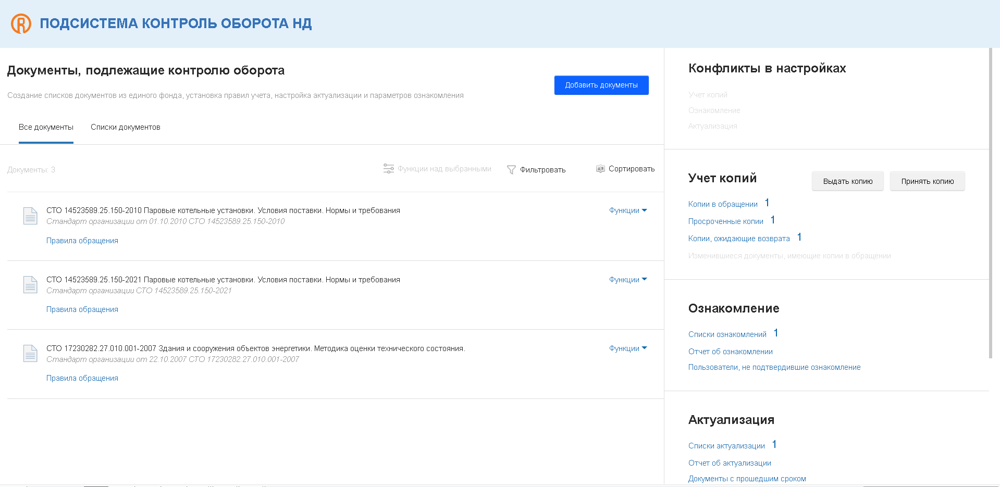 ПОДСИСТЕМА КОНТРОЛЬ ОБОРОТА НД
Документы, подлежащие контролю оборота
Создание списков документов из единого фонда, установка правил учета, настройка актуализации и параметров ознакомления
Добавить документы
Все документы
Списки документов
Документы: 3
Функции над выбранными
Фильтровать
Сортировать
СТО 14523589.25.150-2010 Паровые котельные установки. Условия поставки. Нормы и требования
Функции
Стандарт организации от 01.10.2010 СТО 14523589.25.150-2010
Правила обращения
СТО 14523589.25.150-2021 Паровые котельные установки. Условия поставки. Нормы и требования
Функции
Стандарт организации СТО 14523589.25.150-2021
Правила обращения
СТО 17230282.27.010.001-2007 Здания и сооружения объектов энергетики. Методика оценки технического состояния.
Функции
Стандарт организации от 22.10.2007 СТО 17230282.27.010.001-2007
Правила обращения
Конфликты в настройках
Учет копий
Ознакомление
Актуализация
Учет копий
Выдать копию
Принять копию
Копии в обращении 1
Просроченные копии 1
Копии, ожидающие возврата 1
Изменившиеся документы, имеющие копии в обращении
Ознакомление
Списки ознакомлений 1
Отчет об ознакомлении
Пользователи, не подтвердившие ознакомление
Актуализация
Списки актуализации 1
Отчет об актуализации
Документы с прошедшим сроком